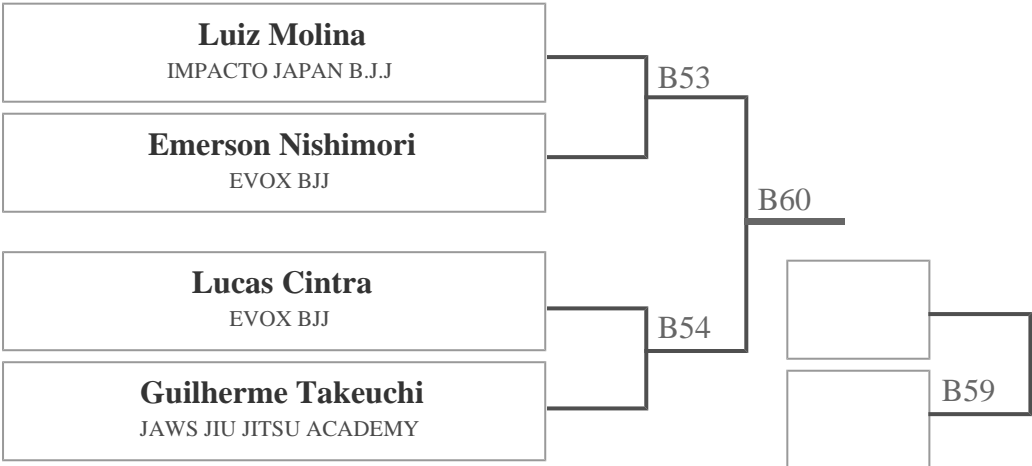 Luiz Molina
IMPACTO JAPAN B.J.J
B53
Emerson Nishimori
EVOX BJJ
B60
Lucas Cintra
EVOX BJJ
B54
Guilherme Takeuchi
JAWS JIU JITSU ACADEMY
B59